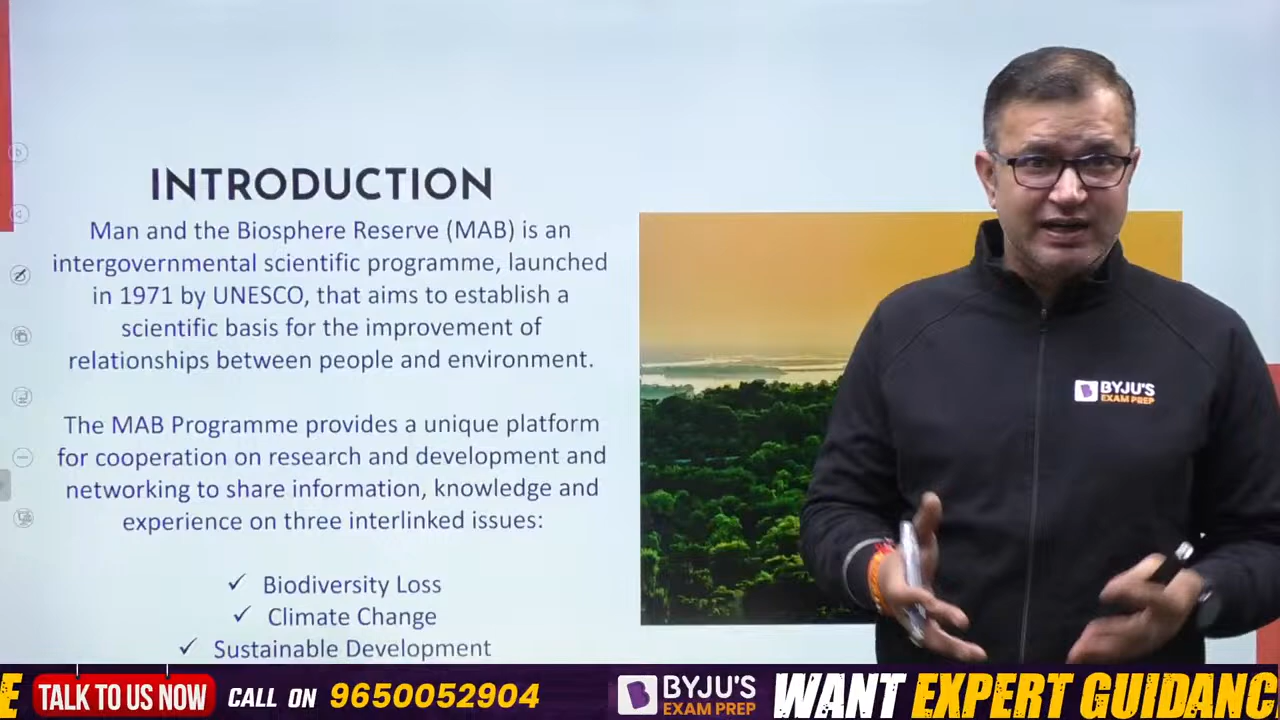 INTRODUCTION
Man and the Biosphere Reserve (MAB) is an
intergovernmental scientific programme, launched
in 1971 by UNESCO, that aims to establish a
scientific basis for the improvement of
relationships between people and environment.
The MAB Programme provides a unique platform
for cooperation on research and development and
networking to share information, knowledge and
experience on three interlinked issues:
✓ Biodiversity Loss
✓ Climate Change
✓ Sustainable Development
BYJU'S
EXAM PREP
E TALK TO US NOW CALL ON 9650052904 BYJU'S EXAM PREP WANT EXPERT GUIDANC